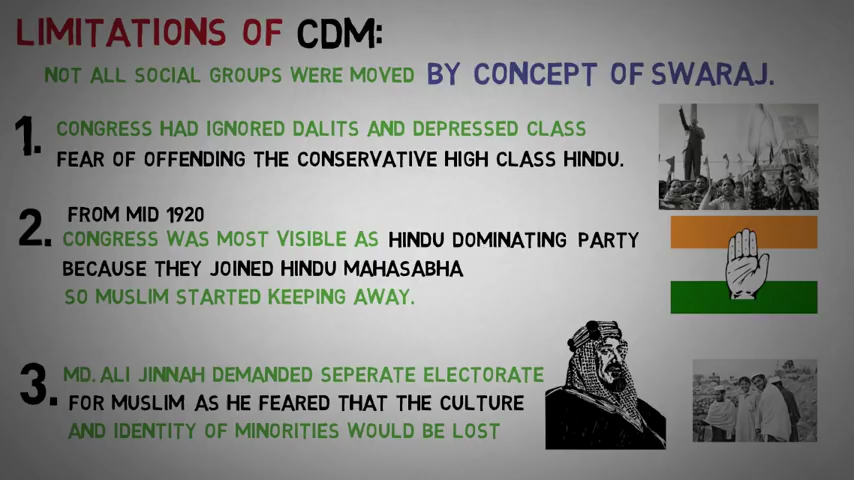 LIMITATIONS OF CDM:
NOT ALL SOCIAL GROUPS WERE MOVED BY CONCEPT OF SWARAJ.
1. CONGRESS HAD IGNORED DALITS AND DEPRESSED CLASS
FEAR OF OFFENDING THE CONSERVATIVE HIGH CLASS HINDU.
2. FROM MID 1920
CONGRESS WAS MOST VISIBLE AS HINDU DOMINATING PARTY
BECAUSE THEY JOINED HINDU MAHASABHA
SO MUSLIM STARTED KEEPING AWAY.
3. MD. ALI JINNAH DEMANDED SEPERATE ELECTORATE
FOR MUSLIM AS HE FEARED THAT THE CULTURE
AND IDENTITY OF MINORITIES WOULD BE LOST